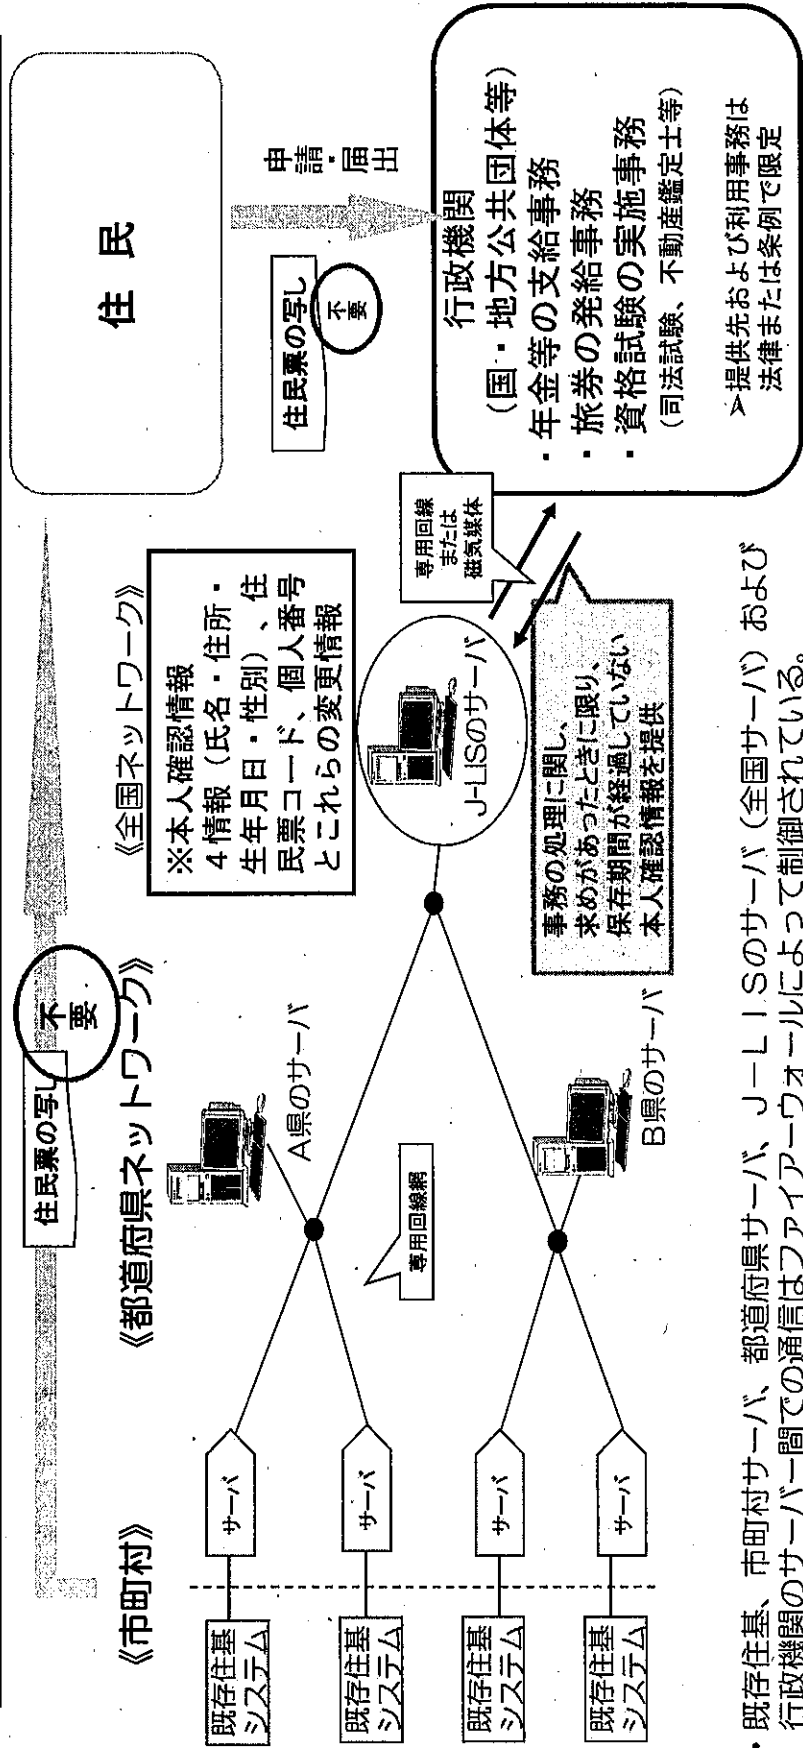 住民票の写し
不
要
住 民
《市町村》
《都道府県ネットワーク》
《全国ネットワーク》
申
請
・
届
出
住民票の写し
不
要
※本人確認情報
4情報（氏名・住所・
生年月日・性別）、住
民票コード、個人番号
とこれらの変更情報
既存住基
システム
サーバ
既存住基
システム
サーバ
既存住基
システム
サーバ
既存住基
システム
サーバ
A県のサーバ
専用回線網
B県のサーバ
J-LISのサーバ
専用回線
または
磁気媒体
事務の処理に関し、
求めがあったときに限り、
保存期間が経過していない
本人確認情報を提供
行政機関
（国・地方公共団体等）
・年金等の支給事務
・旅券の発給事務
・資格試験の実施事務
（司法試験、不動産鑑定士等）
➢提供先および利用事務は
法律または条例で限定
・既存住基、市町村サーバ、都道府県サーバ、J－LISのサーバ（全国サーバ）および
行政機関のサーバー間での通信はファイアーウォールによって制御されている。